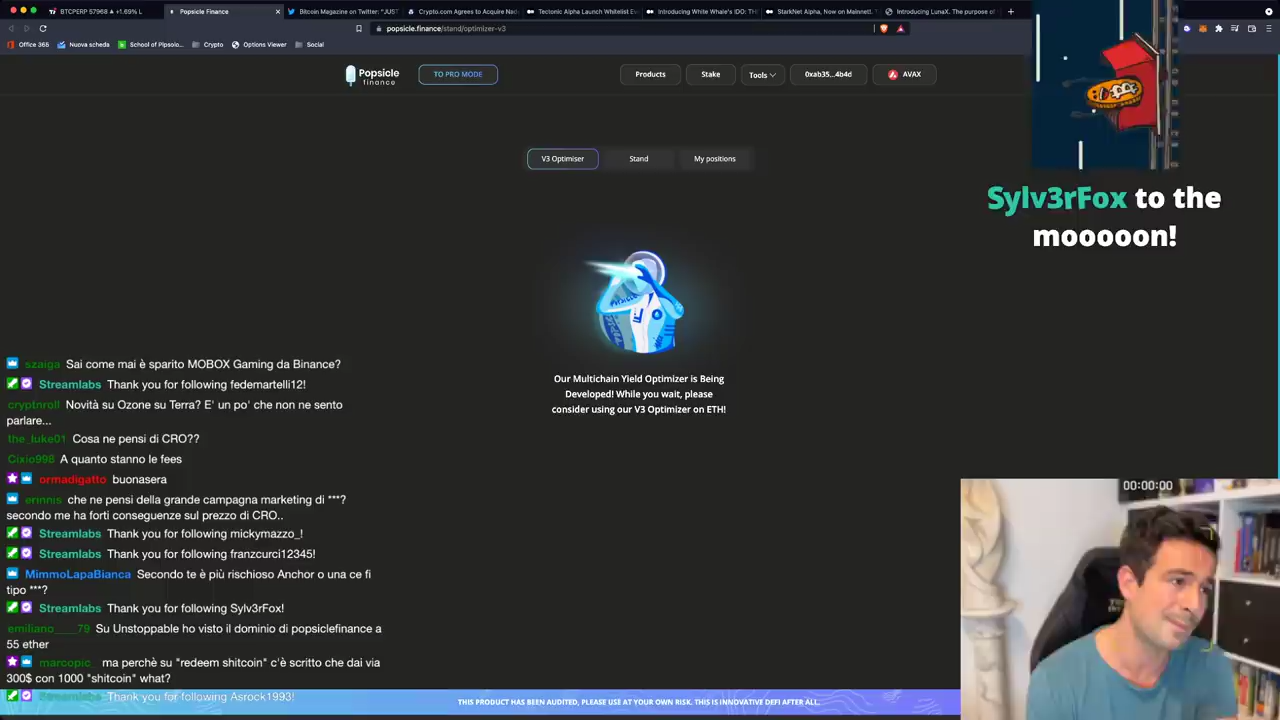 BTCPERP 57968 ▲ +1.69% L
Popsicle Finance
Bitcoin Magazine on Twitter: "JUST
Crypto.com Agrees to Acquire Nad
Tectonic Alpha Launch Whitelist Ev
Introducing White Whale's IDO: TH
StarkNet Alpha, Now on Mainnet!
Introducing LunaX. The purpose of
popsicle.finance/stand/optimizer-v3
Office 365
Nuova scheda
School of Plpsolo...
Crypto
Options Viewer
Social
Popsicle
finance
TO PRO MODE
Products
Stake
Tools
0xab35...4b4d
AVAX
V3 Optimiser
Stand
My positions
Sylv3rFox to the
mooooon!
Our Multichain Yield Optimizer is Being
Developed! While you wait, please
consider using our V3 Optimizer on ETH!
szaiga Sai come mai è sparito MOBOX Gaming da Binance?
Streamlabs Thank you for following fedemartelli12!
cryptnroll Novità su Ozone su Terra? E' un po' che non ne sento
parlare...
the_luke01 Cosa ne pensi di CRO??
Cixio998 A quanto stanno le fees
ormadigatto buonasera
erinnis che ne pensi della grande campagna marketing di ***?
secondo me ha forti conseguenze sul prezzo di CRO..
Streamlabs Thank you for following mickymazzo_!
Streamlabs Thank you for following franzcurci12345!
MimmoLapaBianca Secondo te è più rischioso Anchor o una ce fi
tipo ***?
Streamlabs Thank you for following Sylv3rFox!
emiliano____79 Su Unstoppable ho visto il dominio di popsiclefinance a
55 ether
marcopic ma perchè su "redeem shitcoin" c'è scritto che dai via
300$ con 1000 "shitcoin" what?
Streamlabs Thank you for following Asrock1993!
THIS PRODUCT HAS BEEN AUDITED, PLEASE USE AT YOUR OWN RISK. THIS IS INNOVATIVE DEFI AFTER ALL.
00:00:00